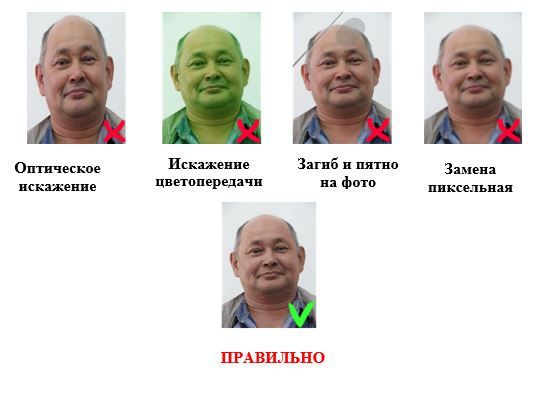 Оптическое
искажение
Искажение
цветопередачи
Загиб и пятно
на фото
Замена
пиксельная
ПРАВИЛЬНО